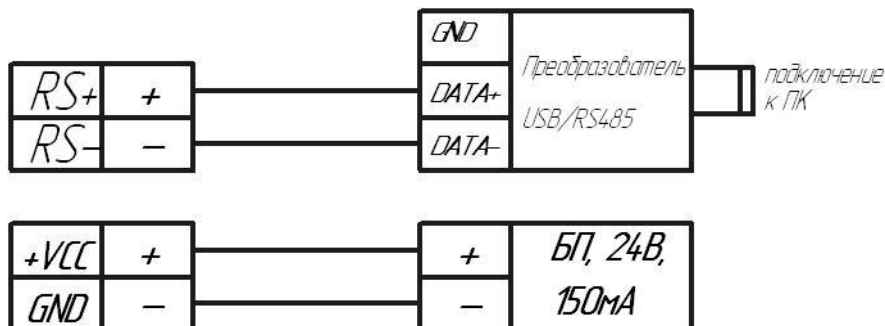 GND
RS+ + DATA+ Преобразователь
RS- - DATA- USB/RS485
подключение
к ПК
+VCC + + БП, 24В,
GND - - 150мА